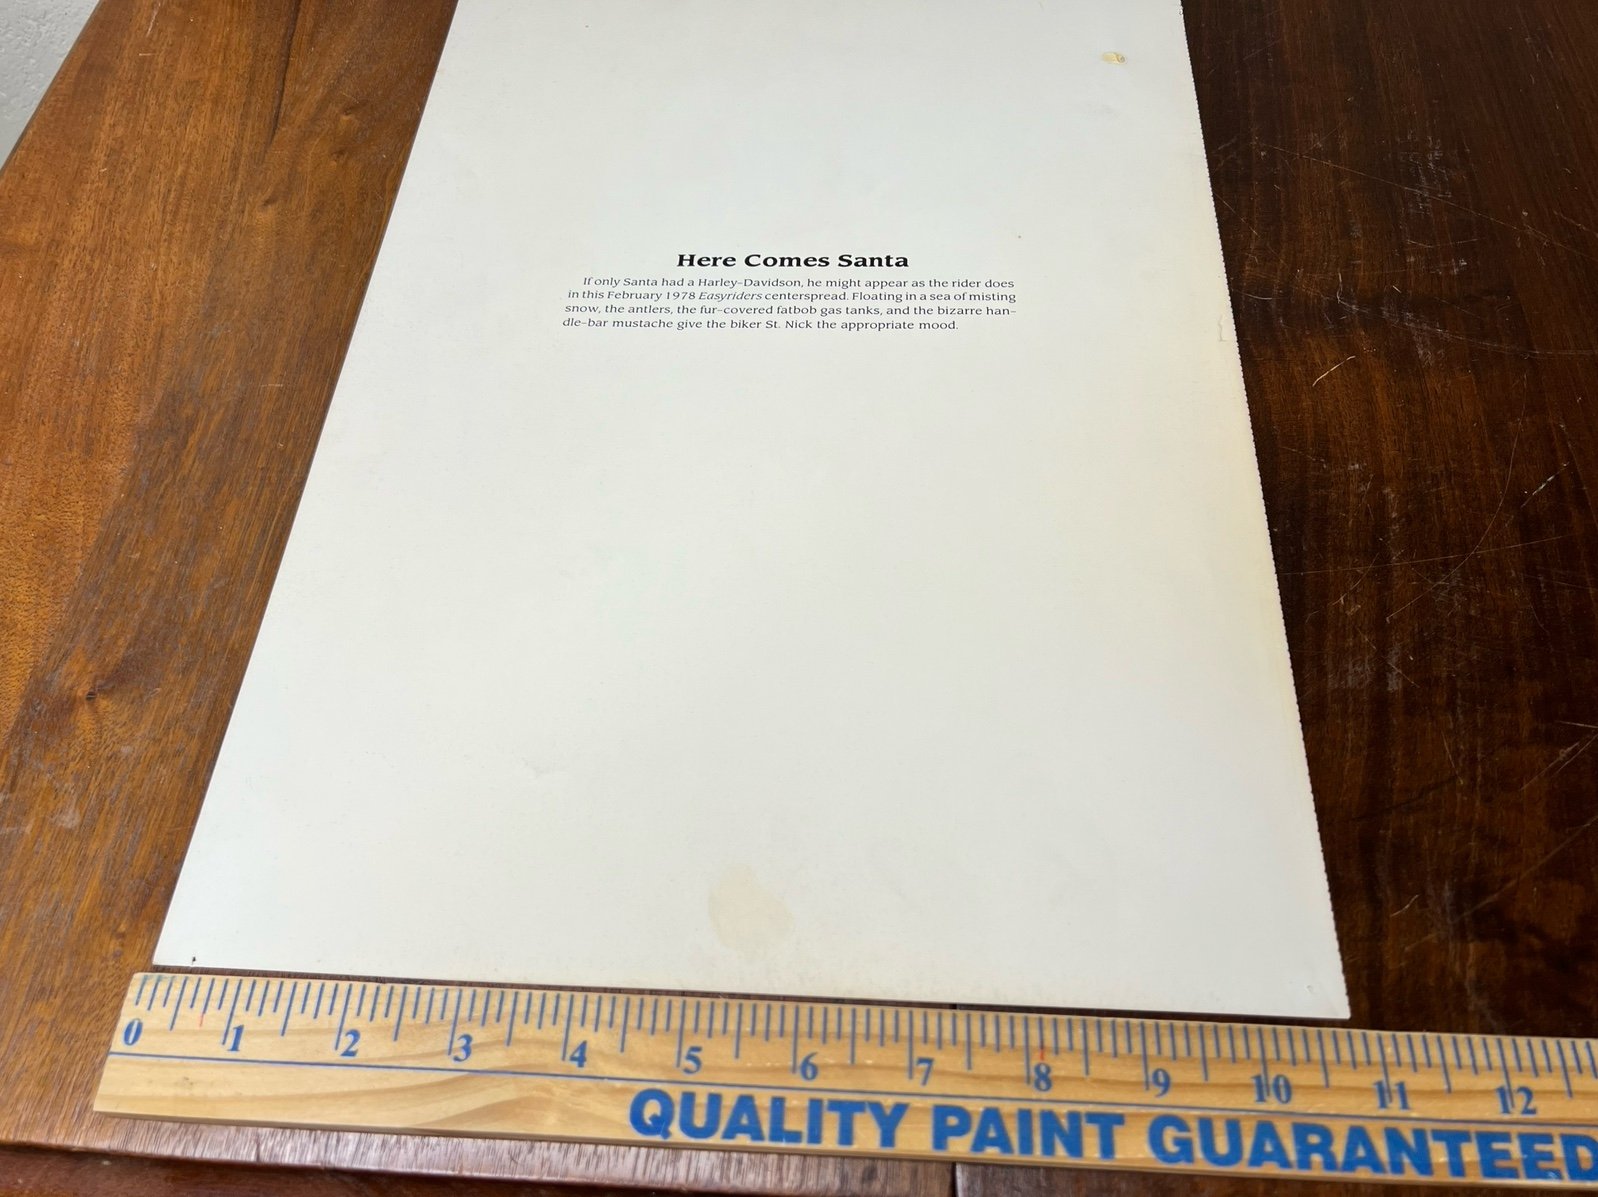 Here Comes Santa
If only Santa had a Harley-Davidson, he might appear as the rider does
in this February 1978 Easyriders centerspread. Floating in a sea of misting
snow, the antlers, the fur-covered fatbob gas tanks, and the bizarre han-
dle-bar mustache give the biker St. Nick the appropriate mood.
0 1 2 3 4 5 6 7 8 9 10 11 12
QUALITY PAINT GUARANTEED